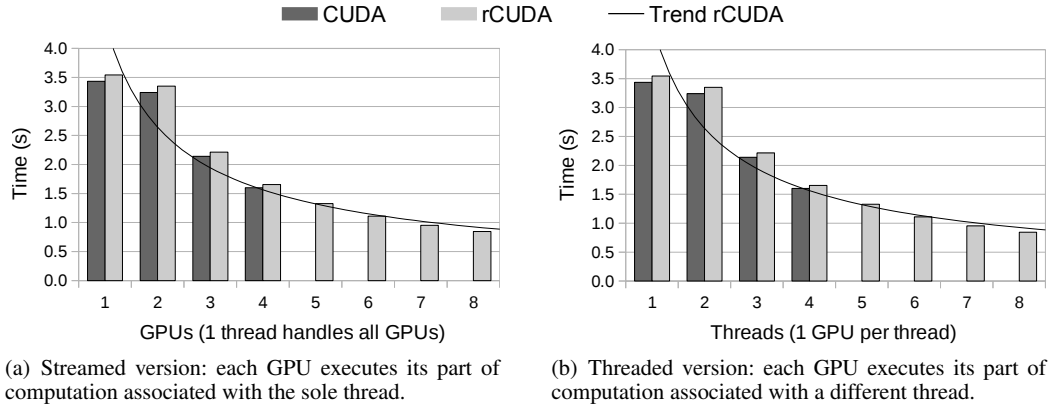 CUDA rCUDA Trend rCUDA
4.0
3.5
3.0
2.5
2.0
1.5
1.0
0.5
0.0
Time (s)
1 2 3 4 5 6 7 8
GPUs (1 thread handles all GPUs)
(a) Streamed version: each GPU executes its part of
computation associated with the sole thread.
4.0
3.5
3.0
2.5
2.0
1.5
1.0
0.5
0.0
Time (s)
1 2 3 4 5 6 7 8
Threads (1 GPU per thread)
(b) Threaded version: each GPU executes its part of
computation associated with a different thread.